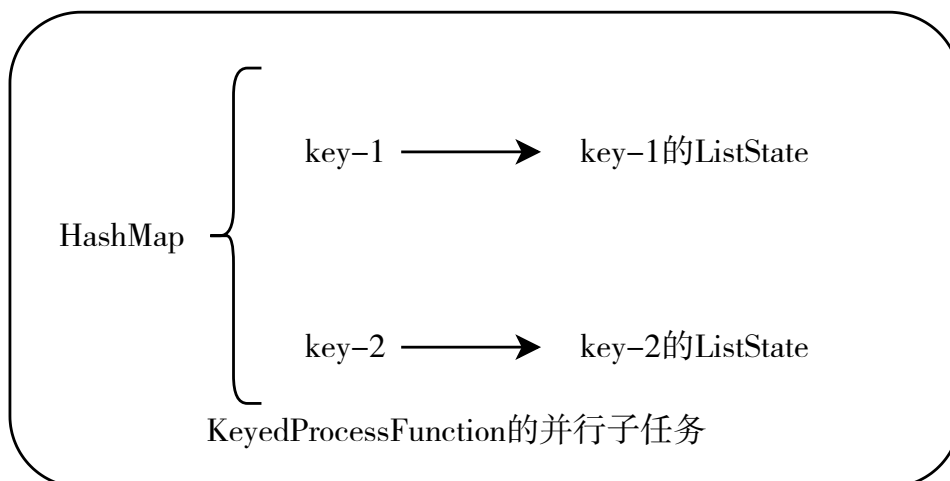 key-1 key-1的ListState
HashMap
key-2 key-2的ListState
KeyedProcessFunction的并行子任务